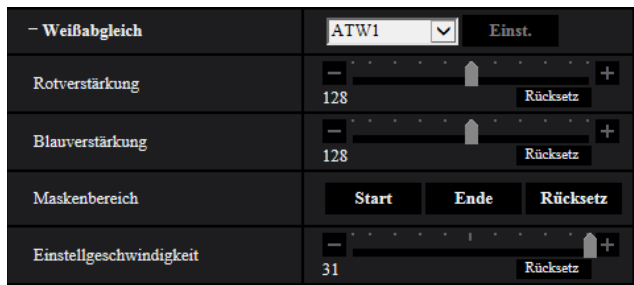 − Weißabgleich ATW1 Einst.
Rotverstärkung − +
128 Rücksetz
Blauverstärkung − +
128 Rücksetz
Maskenbereich Start Ende Rücksetz
Einstellgeschwindigkeit − +
31 Rücksetz